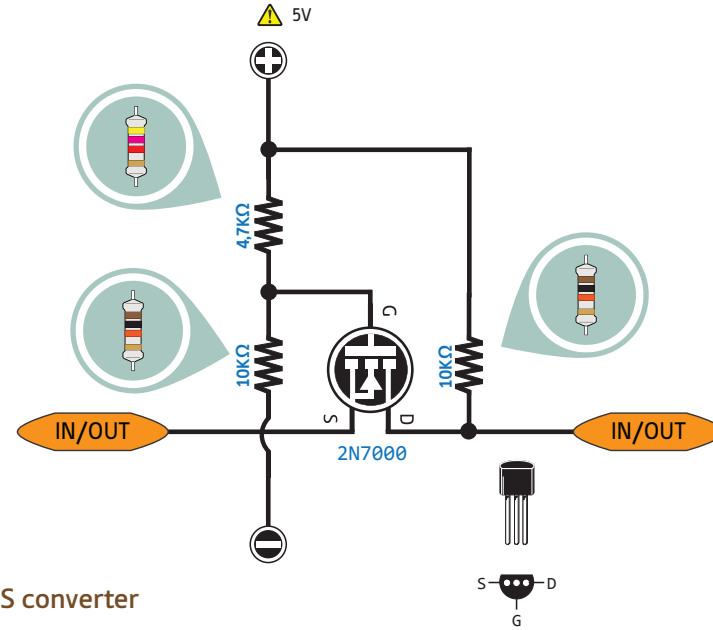 5V
4,7KΩ
G
10KΩ
10KΩ
S
D
IN/OUT
IN/OUT
2N7000
S
D
G
S converter